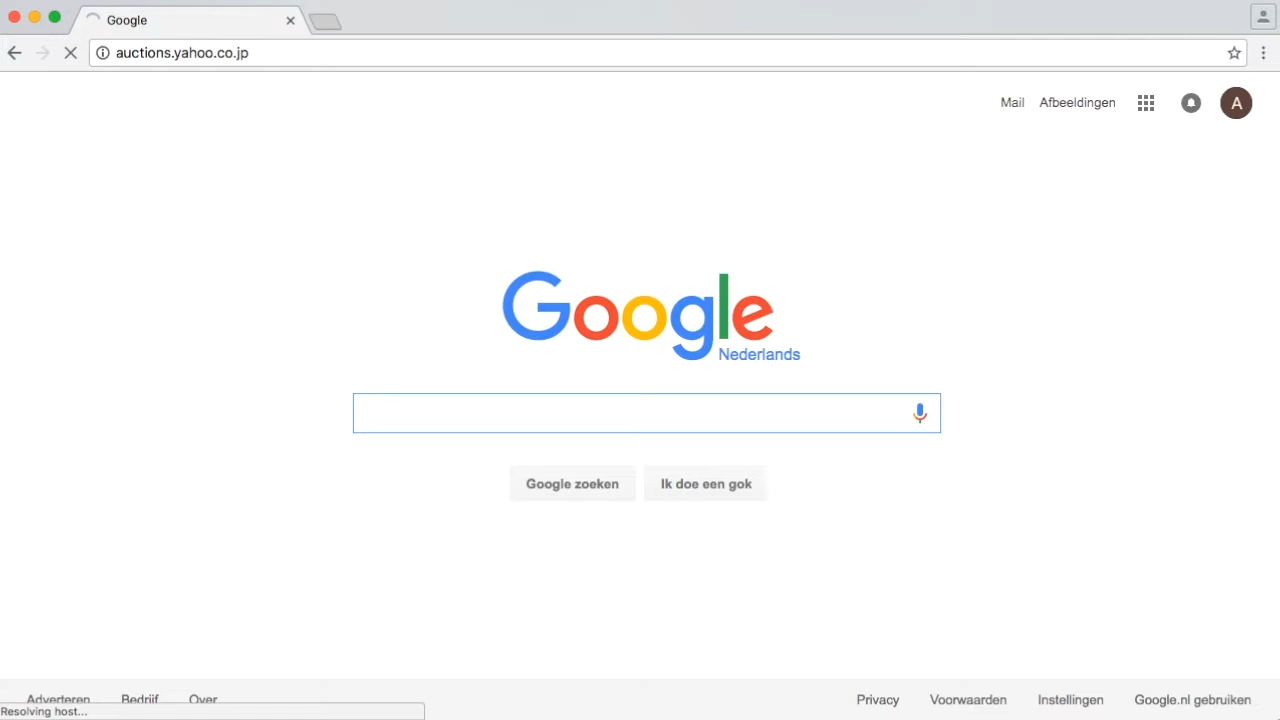 Google
auctions.yahoo.co.jp
Mail Afbeeldingen A
Google
Nederlands
Google zoeken Ik doe een gok
Adverteren Bedrijf Over Privacy Voorwaarden Instellingen Google.nl gebruiken
Resolving host...